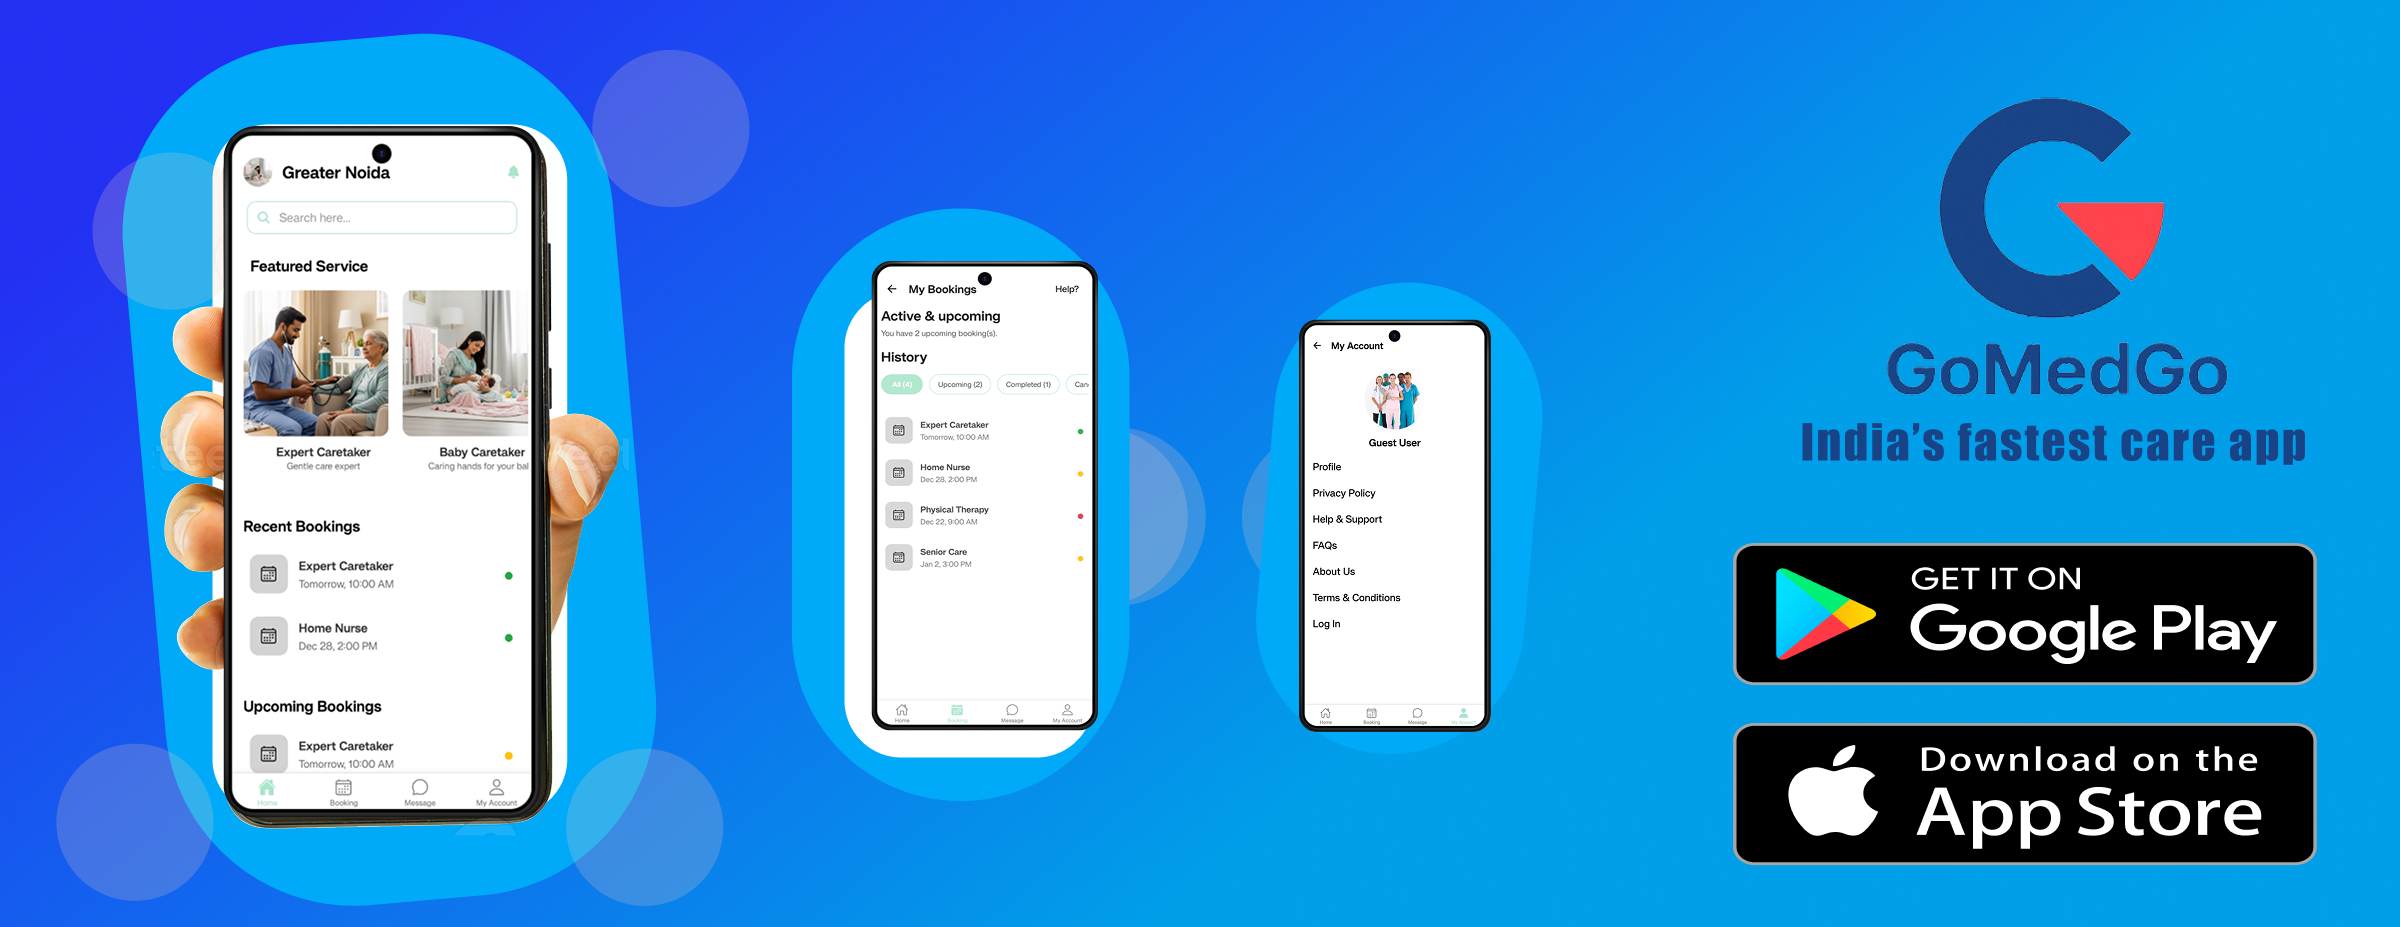 Greater Noida
Search here...
Featured Service
Expert Caretaker
Gentle care expert
Baby Caretaker
Caring hands for your bal
Recent Bookings
Expert Caretaker
Tomorrow, 10:00 AM
Home Nurse
Dec 28, 2:00 PM
Upcoming Bookings
Expert Caretaker
Tomorrow, 10:00 AM
Home
Booking
Message
My Account
My Bookings
Help?
Active & upcoming
You have 2 upcoming booking(s).
History
All (4)
Upcoming (2)
Completed (1)
Can
Expert Caretaker
Tomorrow, 10:00 AM
Home Nurse
Dec 28, 2:00 PM
Physical Therapy
Dec 22, 9:00 AM
Senior Care
Jan 2, 3:00 PM
Home
Booking
Message
My Account
My Account
Guest User
Profile
Privacy Policy
Help & Support
FAQs
About Us
Terms & Conditions
Log In
Home
Booking
Message
My Account
GoMedGo
India's fastest care app
GET IT ON
Google Play
Download on the
App Store